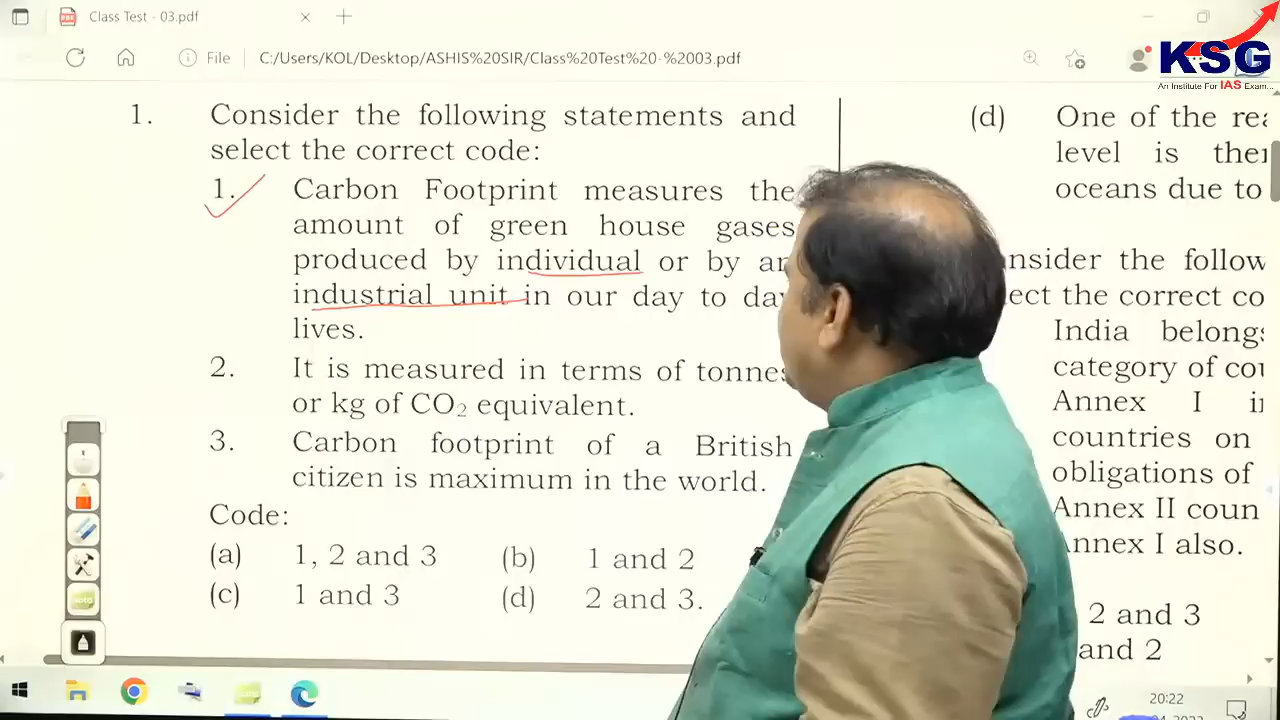 Class Test - 03.pdf
File C:/Users/KOL/Desktop/ASHIS%20SIR/Class%20Test%20-%2003.pdf
KSG
An Institute For IAS Exam...
1. Consider the following statements and
select the correct code:
1. Carbon Footprint measures the
amount of green house gases
produced by individual or by an
industrial unit in our day to day
lives.
2. It is measured in terms of tonnes
or kg of CO₂ equivalent.
3. Carbon footprint of a British
citizen is maximum in the world.
Code:
(a) 1, 2 and 3 (b) 1 and 2
(c) 1 and 3 (d) 2 and 3.
(d) One of the
level is
oceans due to
the
the correct
India
category of
Annex I
countries on
obligations of
Annex II
Annex I also.
2 and 3
and 2
20:22